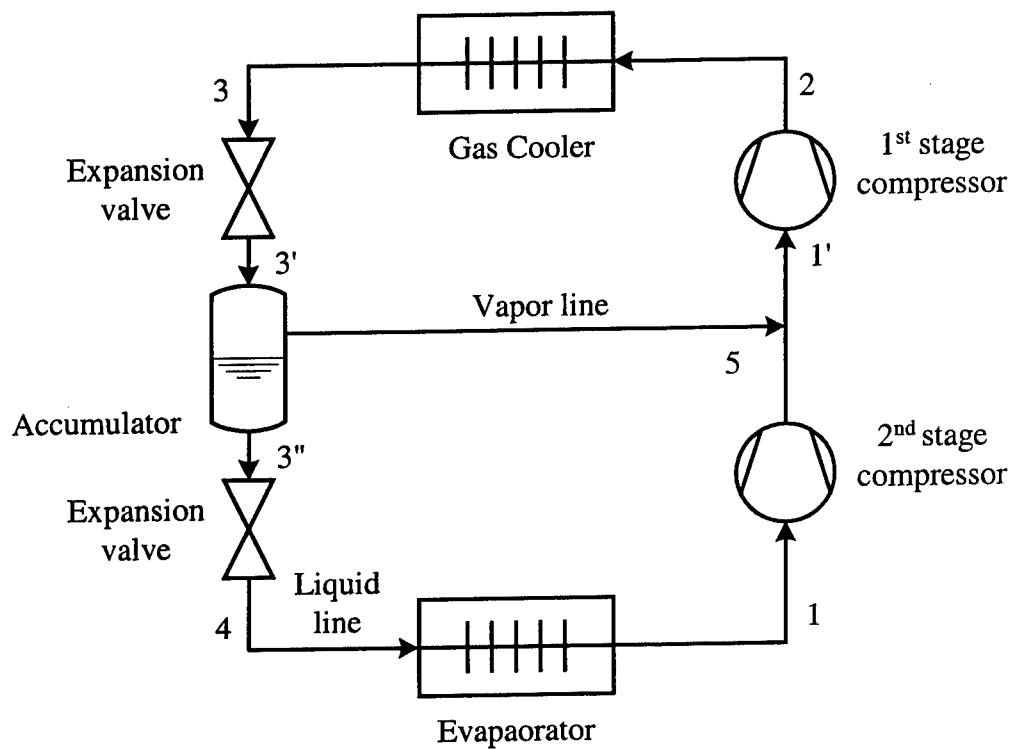 3
2
Gas Cooler
1st stage
compressor
Expansion
valve
3'
1'
Vapor line
5
Accumulator
3"
2nd stage
compressor
Expansion
valve
Liquid
line
4
1
Evapaorator